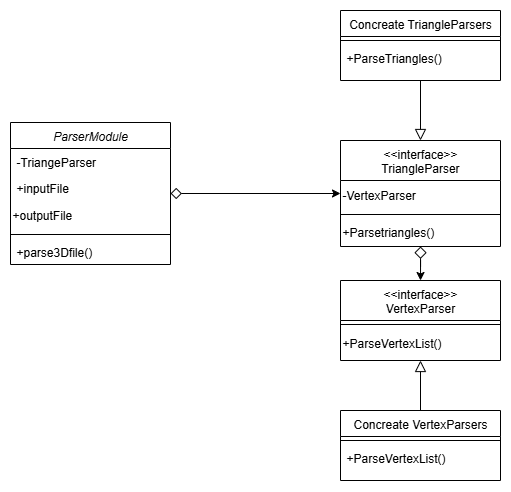 Concreate TriangleParsers
+ParseTriangles()
ParserModule
-TriangeParser
+inputFile
+outputFile
+parse3Dfile()
<<interface>>
TriangleParser
-VertexParser
+Parsetriangles()
<<interface>>
VertexParser
+ParseVertexList()
Concreate VertexParsers
+ParseVertexList()